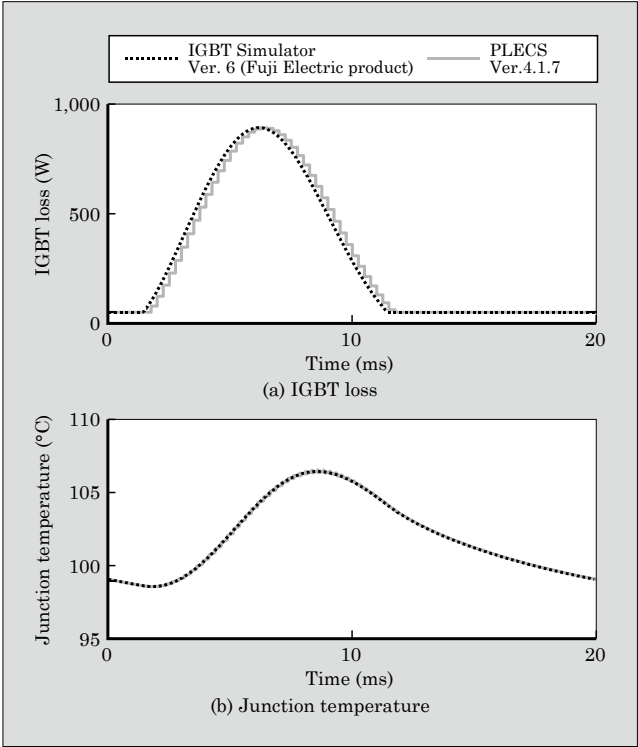 IGBT Simulator
Ver. 6 (Fuji Electric product)
PLECS
Ver.4.1.7
1,000
500
0
IGBT loss (W)
0
10
20
Time (ms)
(a) IGBT loss
110
105
100
95
Junction temperature (°C)
0
10
20
Time (ms)
(b) Junction temperature